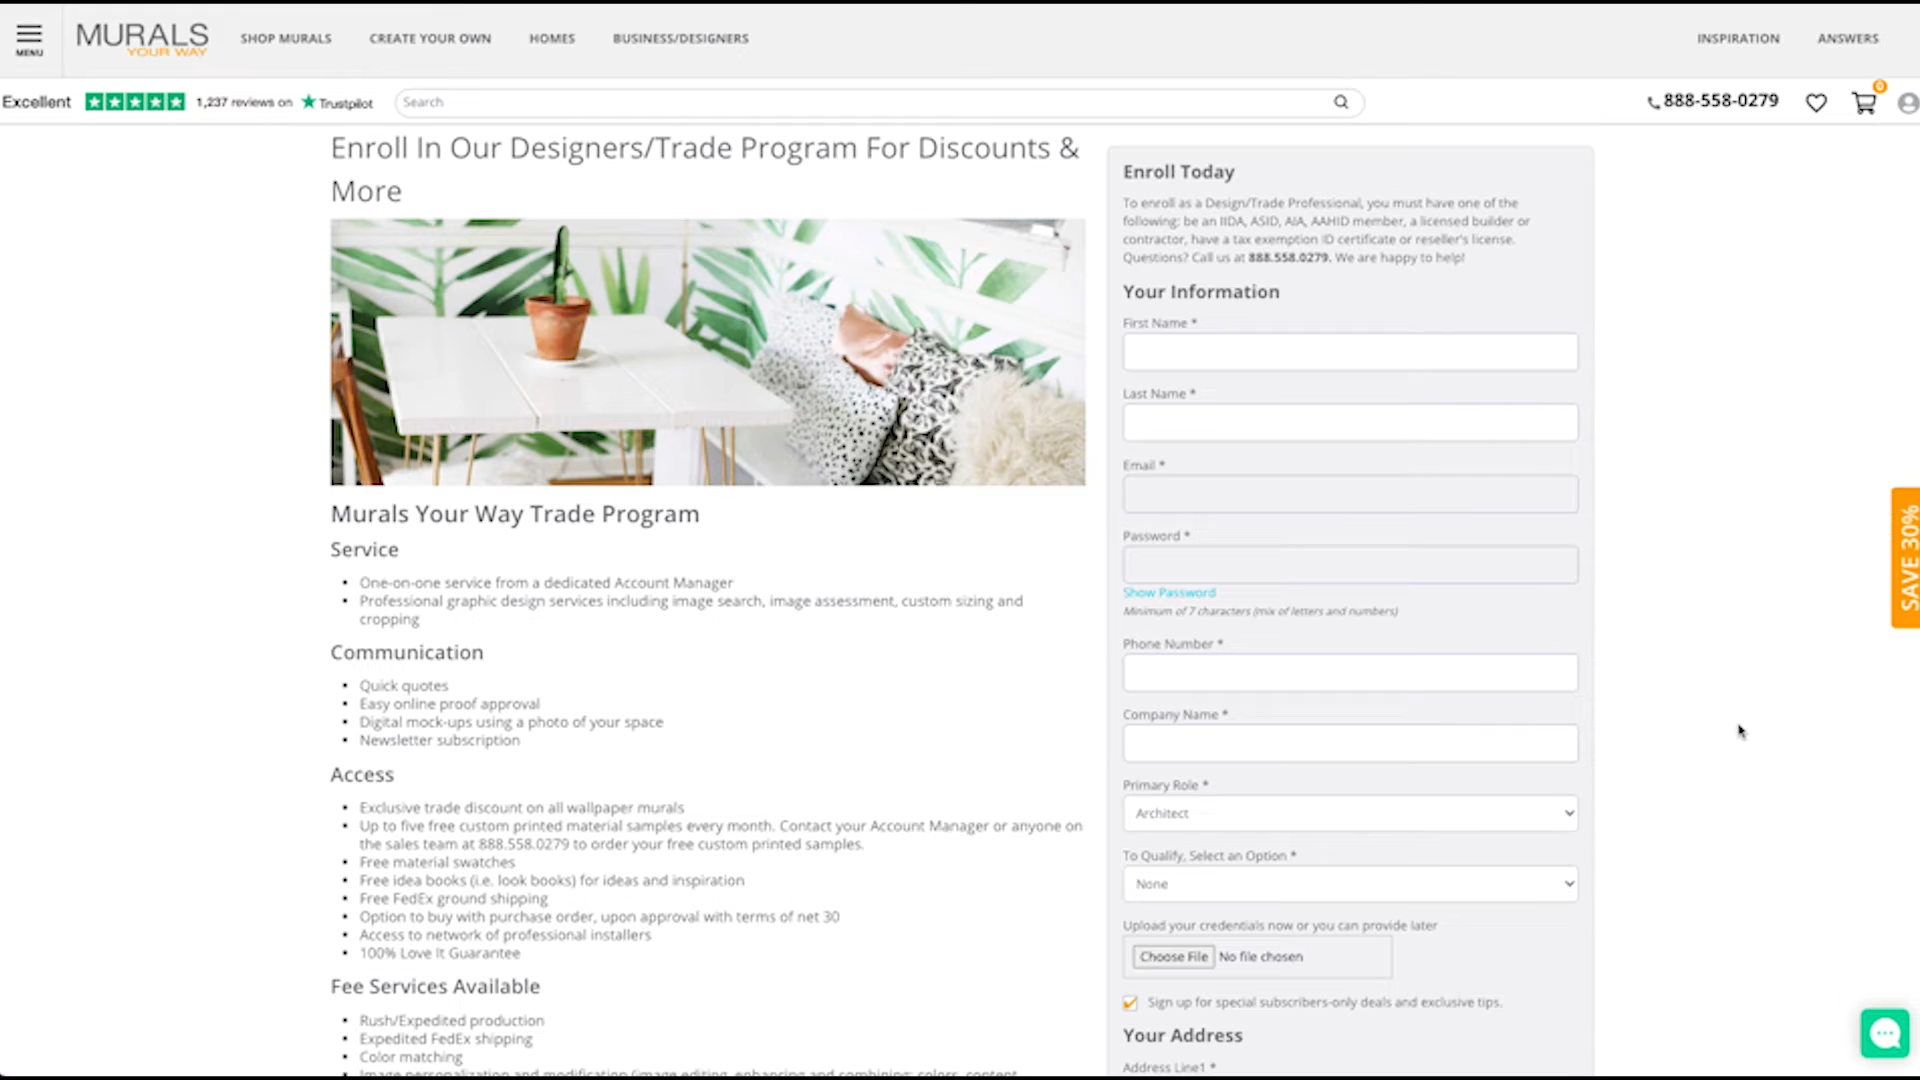 MENU
MURALS
YOUR WAY
SHOP MURALS
CREATE YOUR OWN
HOMES
BUSINESS/DESIGNERS
INSPIRATION
ANSWERS
Excellent
1,237 reviews on
Trustpilot
Search
888-558-0279
0
Enroll In Our Designers/Trade Program For Discounts &
More
Murals Your Way Trade Program
Service
One-on-one service from a dedicated Account Manager
Professional graphic design services including image search, image assessment, custom sizing and
cropping
Communication
Quick quotes
Easy online proof approval
Digital mock-ups using a photo of your space
Newsletter subscription
Access
Exclusive trade discount on all wallpaper murals
Up to five free custom printed material samples every month. Contact your Account Manager or anyone on
the sales team at 888.558.0279 to order your free custom printed samples.
Free material swatches
Free idea books (i.e. look books) for ideas and inspiration
Free FedEx ground shipping
Option to buy with purchase order, upon approval with terms of net 30
Access to network of professional installers
100% Love It Guarantee
Fee Services Available
Rush/Expedited production
Expedited FedEx shipping
Color matching
Image personalization and modification (image editing, enhancing and combining; colors, content,
Enroll Today
To enroll as a Design/Trade Professional, you must have one of the
following: be an IIDA, ASID, AIA, AAHID member, a licensed builder or
contractor, have a tax exemption ID certificate or reseller's license.
Questions? Call us at 888.558.0279. We are happy to help!
Your Information
First Name *
Last Name *
Email *
Password *
Show Password
Minimum of 7 characters (mix of letters and numbers)
Phone Number *
Company Name *
Primary Role *
Architect
To Qualify, Select an Option *
None
Upload your credentials now or you can provide later
Choose File No file chosen
Sign up for special subscribers-only deals and exclusive tips.
Your Address
Address Line1 *
SAVE 30%